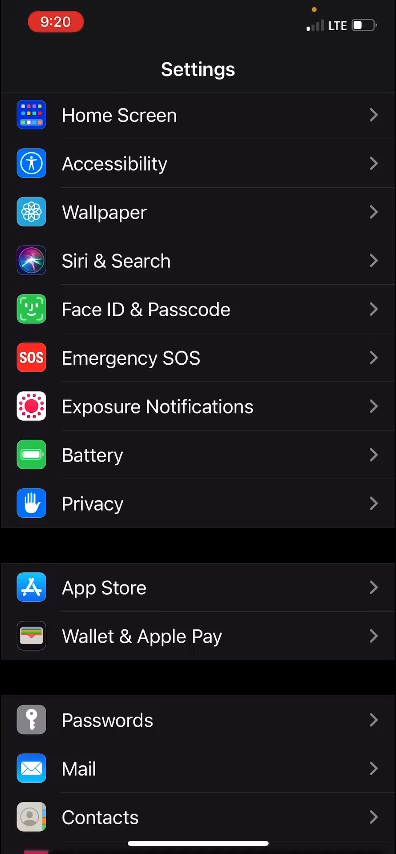 9:20
LTE
Settings
Home Screen
Accessibility
Wallpaper
Siri & Search
Face ID & Passcode
SOS
Emergency SOS
Exposure Notifications
Battery
Privacy
App Store
Wallet & Apple Pay
Passwords
Mail
Contacts